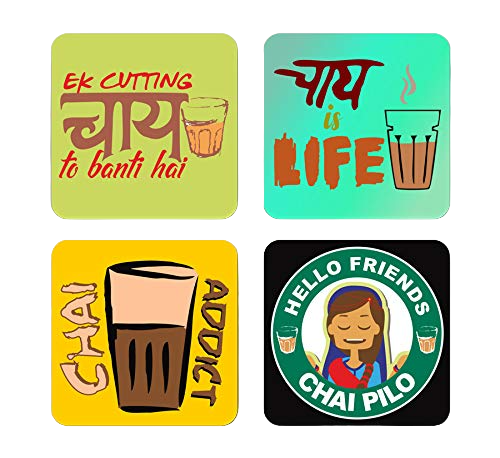 EK CUTTING
चाय
to banti hai
चाय
is
LIFE
CHAI
ADDICT
HELLO FRIENDS
CHAI PILO